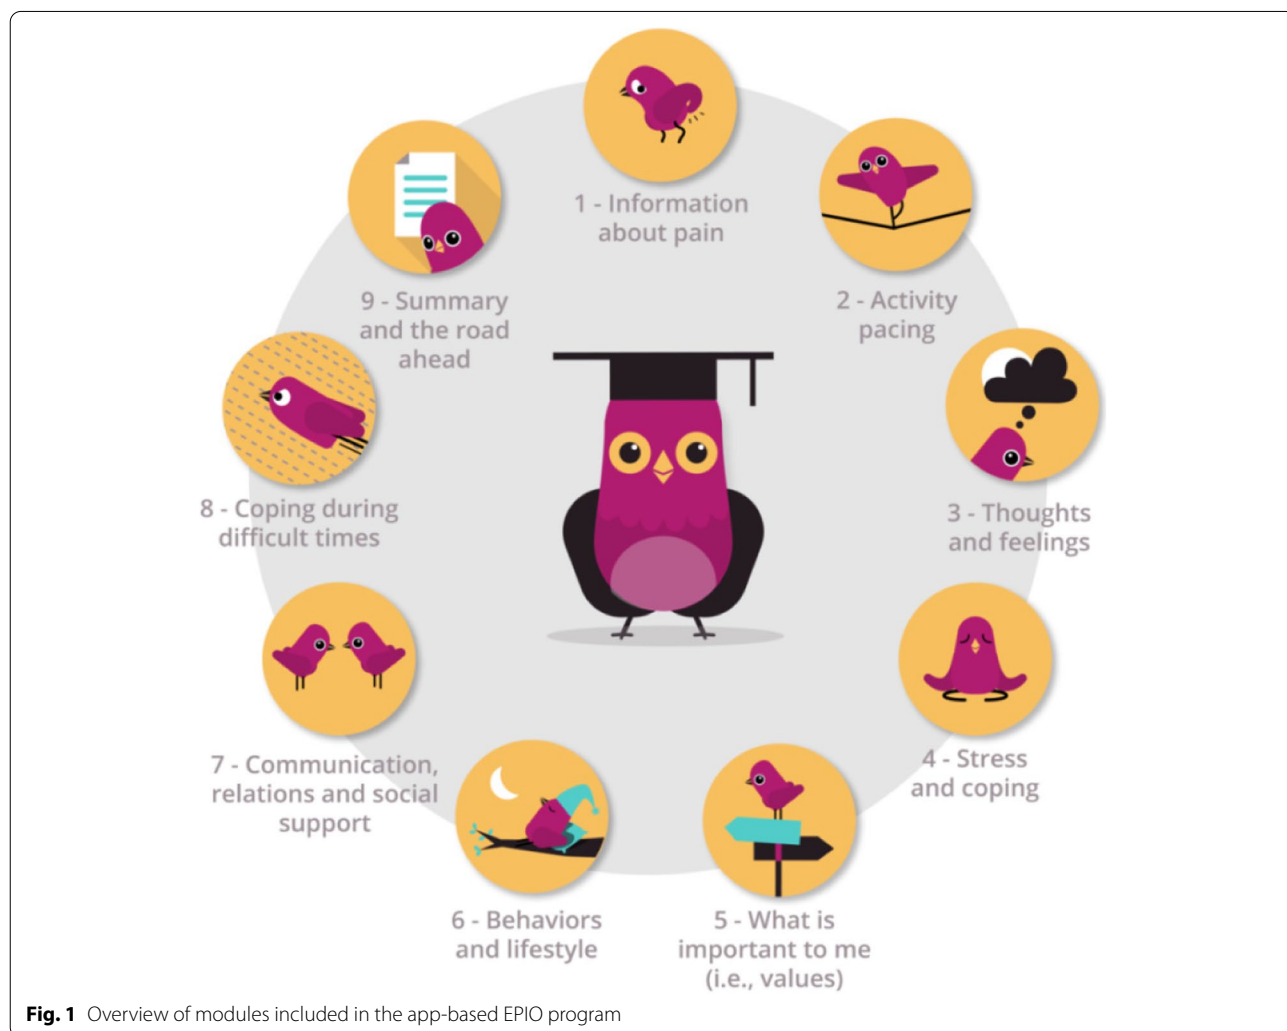 1 - Information
about pain
2 - Activity
pacing
3 - Thoughts
and feelings
4 - Stress
and coping
5 - What is
important to me
(i.e., values)
6 - Behaviors
and lifestyle
7 - Communication,
relations and social
support
8 - Coping during
difficult times
9 - Summary
and the road
ahead
Fig. 1 Overview of modules included in the app-based EPIO program